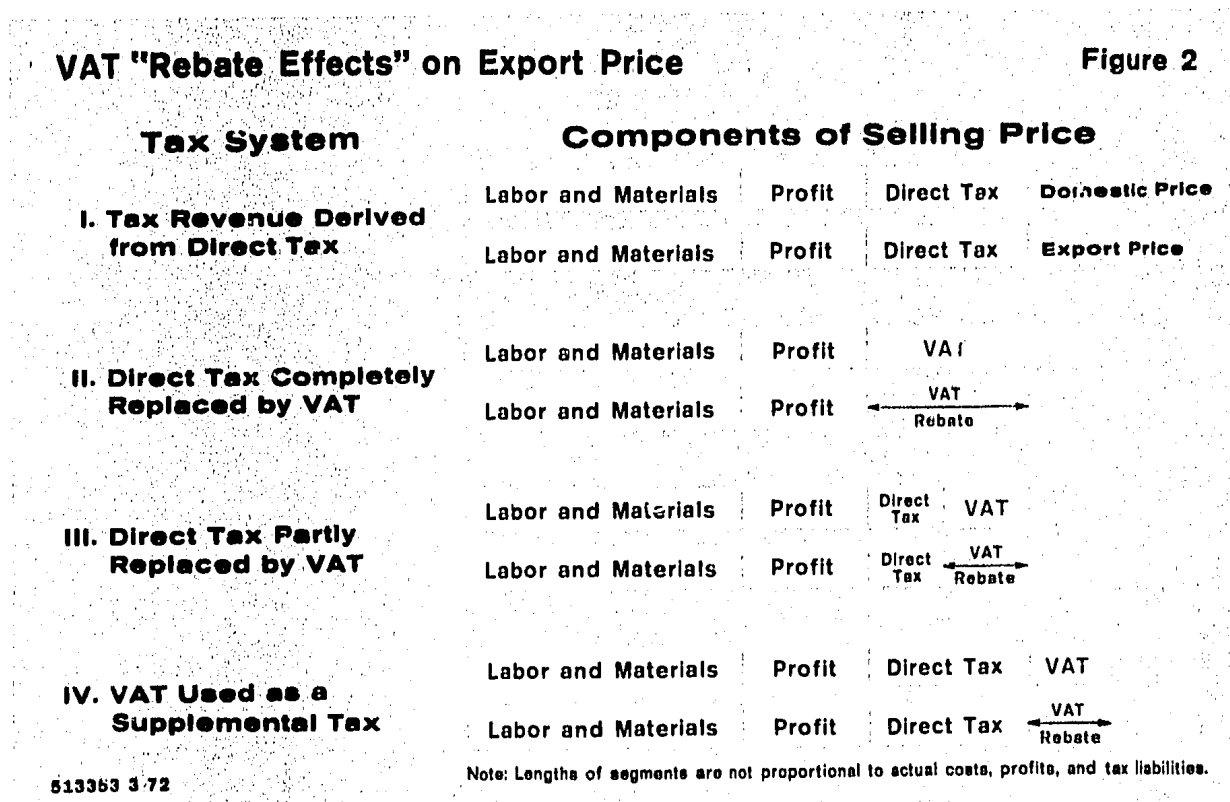 VAT "Rebate Effects" on Export Price Figure 2
Tax System Components of Selling Price
I. Tax Revenue Derived
from Direct Tax
Labor and Materials Profit Direct Tax Domestic Price
Labor and Materials Profit Direct Tax Export Price
II. Direct Tax Completely
Replaced by VAT
Labor and Materials Profit VAT
Labor and Materials Profit VAT
Rebate
III. Direct Tax Partly
Replaced by VAT
Labor and Materials Profit Direct Tax VAT
Labor and Materials Profit Direct Tax VAT
Rebate
IV. VAT Used as a
Supplemental Tax
Labor and Materials Profit Direct Tax VAT
Labor and Materials Profit Direct Tax VAT
Rebate
Note: Lengths of segments are not proportional to actual costs, profits, and tax liabilities.
3-72